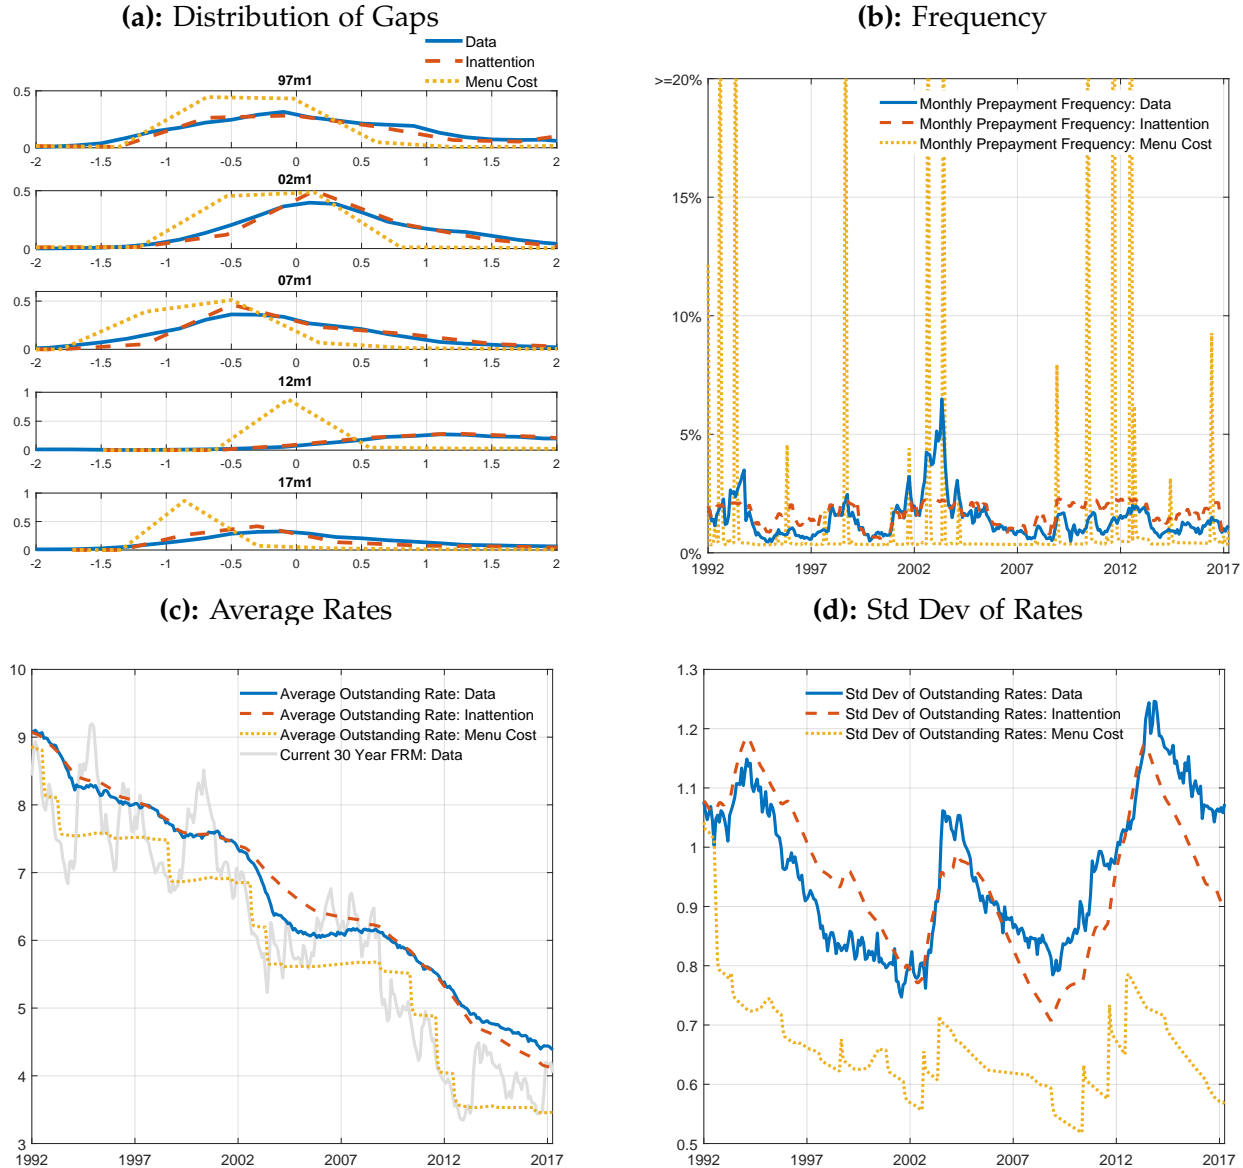 (a): Distribution of Gaps
Data
Inattention
Menu Cost
97m1
0.5
0
-2 -1.5 -1 -0.5 0 0.5 1 1.5 2
02m1
0.5
0
-2 -1.5 -1 -0.5 0 0.5 1 1.5 2
07m1
0.5
0
-2 -1.5 -1 -0.5 0 0.5 1 1.5 2
12m1
1
0.5
0
-2 -1.5 -1 -0.5 0 0.5 1 1.5 2
17m1
1
0.5
0
-2 -1.5 -1 -0.5 0 0.5 1 1.5 2
(b): Frequency
>=20%
Monthly Prepayment Frequency: Data
Monthly Prepayment Frequency: Inattention
Monthly Prepayment Frequency: Menu Cost
15%
10%
5%
0%
1992 1997 2002 2007 2012 2017
(c): Average Rates
10
Average Outstanding Rate: Data
Average Outstanding Rate: Inattention
Average Outstanding Rate: Menu Cost
Current 30 Year FRM: Data
9
8
7
6
5
4
3
1992 1997 2002 2007 2012 2017
(d): Std Dev of Rates
1.3
Std Dev of Outstanding Rates: Data
Std Dev of Outstanding Rates: Inattention
Std Dev of Outstanding Rates: Menu Cost
1.2
1.1
1
0.9
0.8
0.7
0.6
0.5
1992 1997 2002 2007 2012 2017